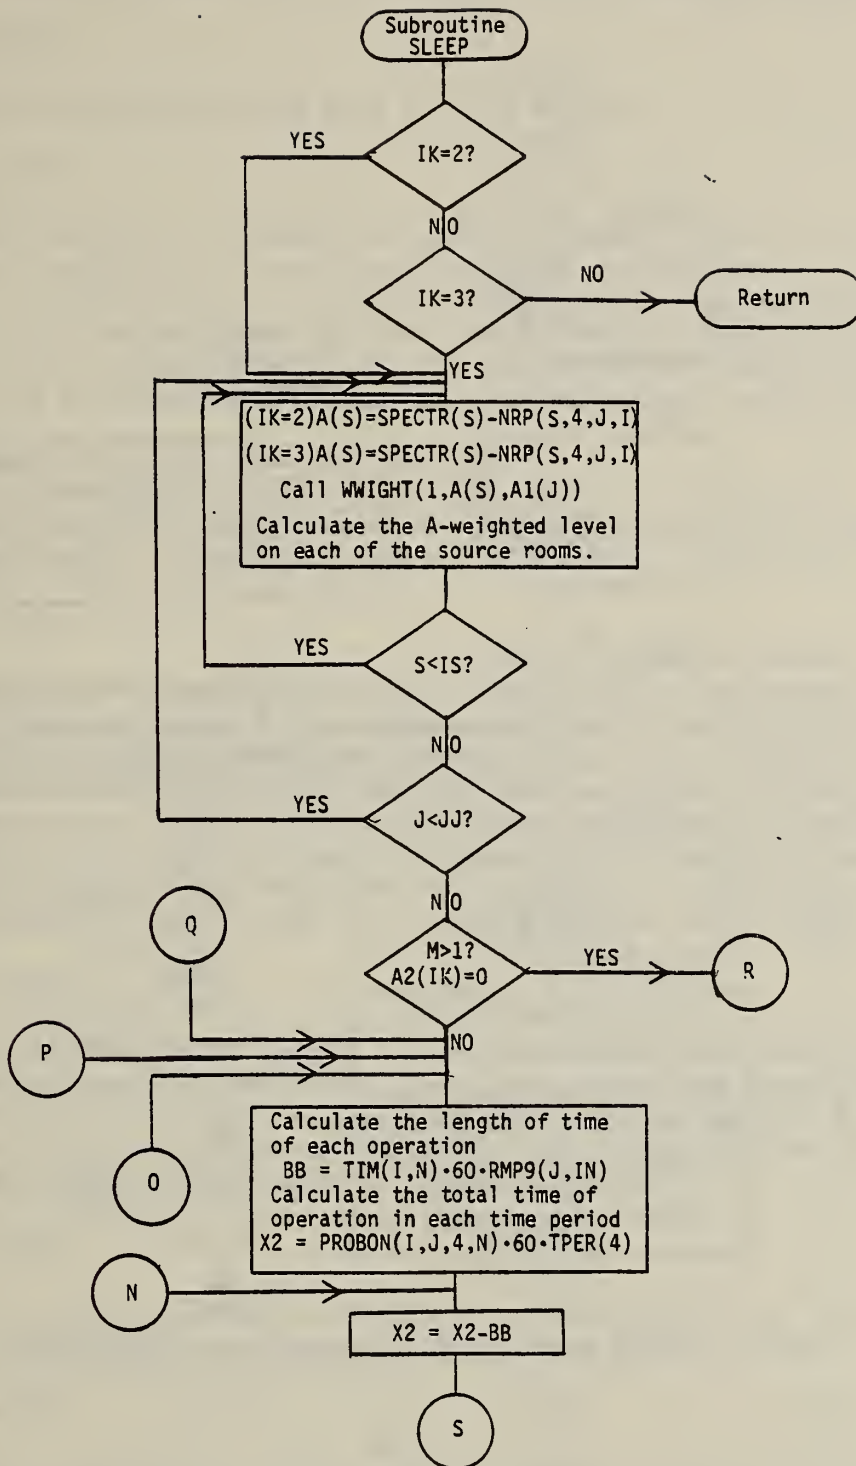 Subroutine
SLEEP
YES
IK=2?
NO
IK=3?
NO
Return
YES
(IK=2)A(S)=SPECTR(S)-NRP(S,4,J,I)
(IK=3)A(S)=SPECTR(S)-NRP(S,4,J,I)
Call WWIGHT(1,A(S),A1(J))
Calculate the A-weighted level
on each of the source rooms.
YES
S<IS?
NO
YES
J<JJ?
NO
Q
M>1?
A2(IK)=0
YES
R
NO
P
O
Calculate the length of time
of each operation
BB = TIM(I,N)·60·RMP9(J,IN)
Calculate the total time of
operation in each time period
X2 = PROBON(I,J,4,N)·60·TPER(4)
N
X2 = X2-BB
S